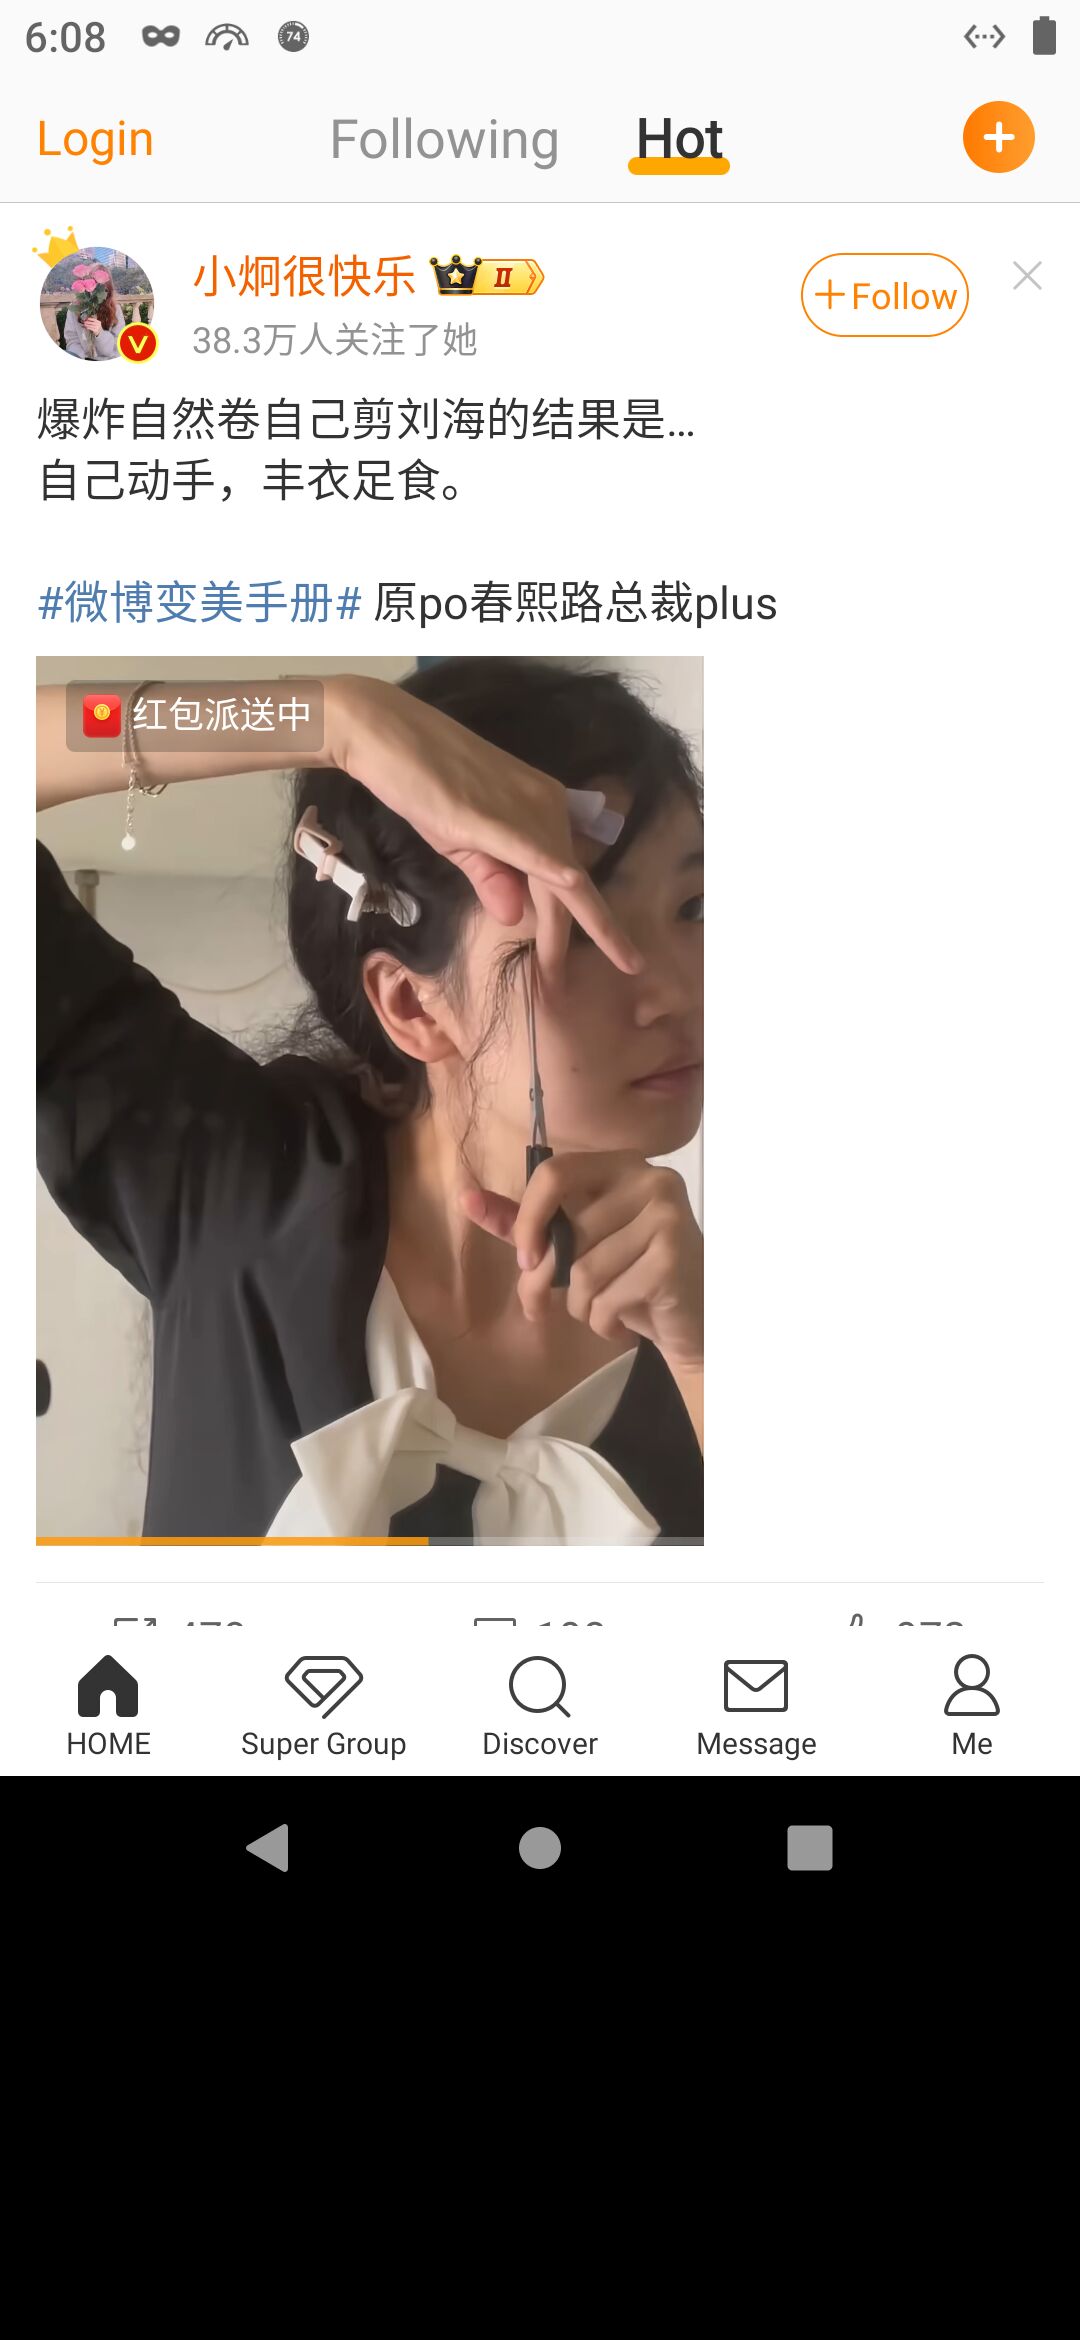 6:08
74
Login
Following
Hot
小炯很快乐
II
+Follow
38.3万人关注了她
爆炸自然卷自己剪刘海的结果是...
自己动手，丰衣足食。
#微博变美手册# 原po春熙路总裁plus
红包派送中
HOME
Super Group
Discover
Message
Me